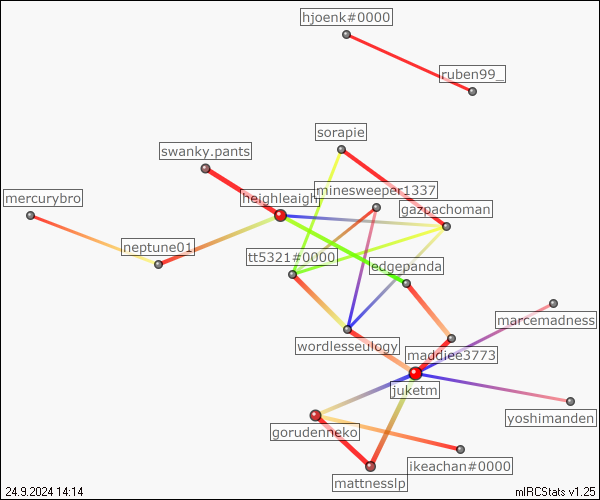 hjoenk#0000
ruben99_
sorapie
swanky.pants
minesweeper1337
mercurybro
heighleaigh
gazpachoman
neptune01
tt5321#0000
edgepanda
marcemadness
wordlesseulogy
maddiee3773
juketm
yoshimanden
gorudenneko
ikeachan#0000
mattnesslp
24.9.2024 14:14
mIRCStats v1.25